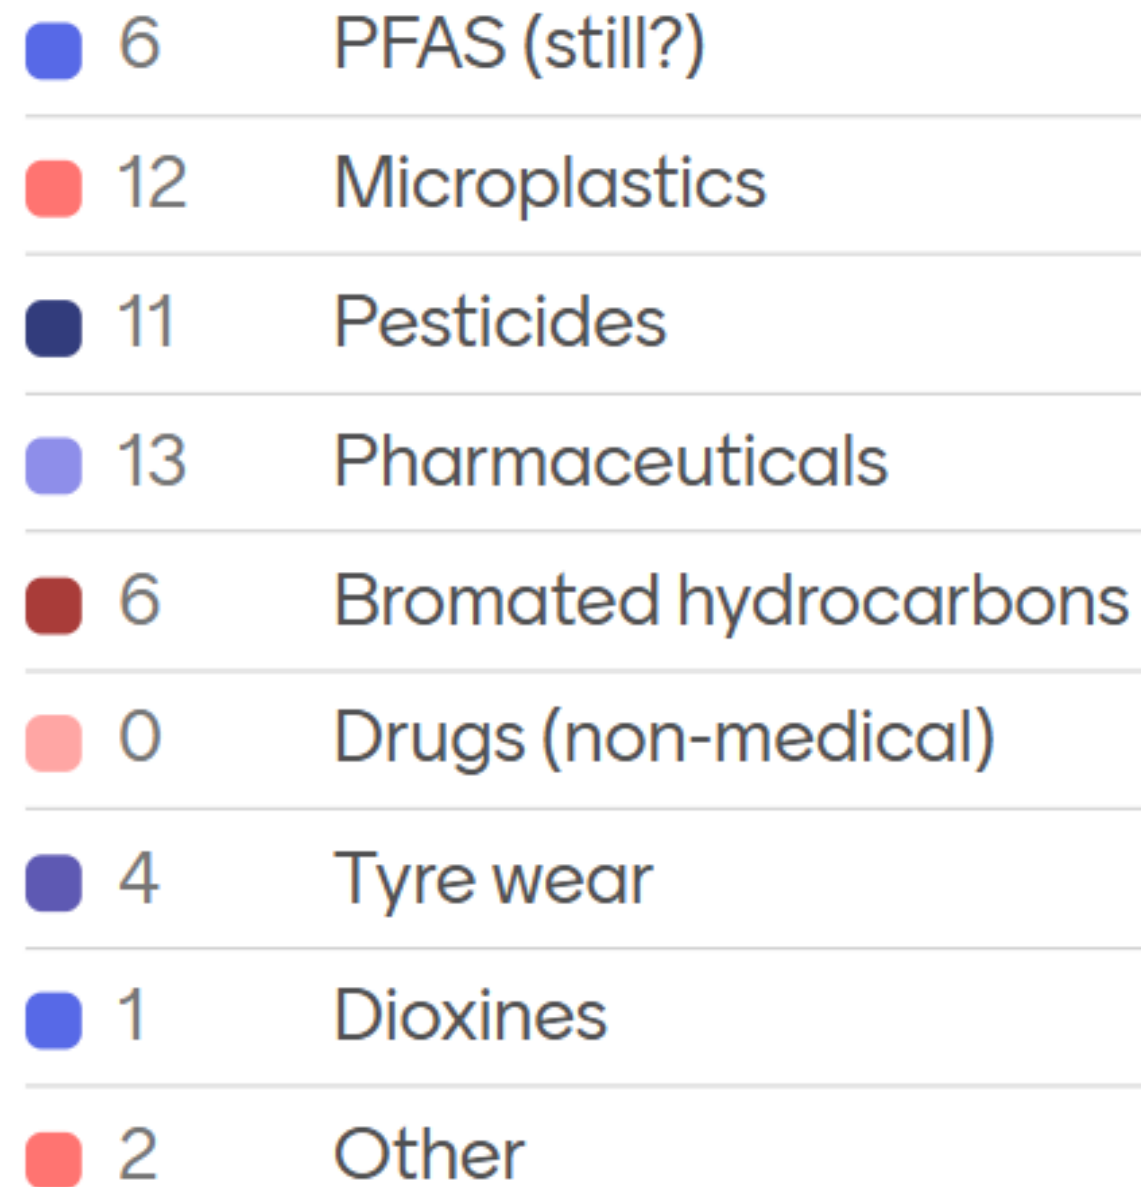 6 PFAS (still?)
12 Microplastics
11 Pesticides
13 Pharmaceuticals
6 Bromated hydrocarbons
0 Drugs (non-medical)
4 Tyre wear
1 Dioxines
2 Other